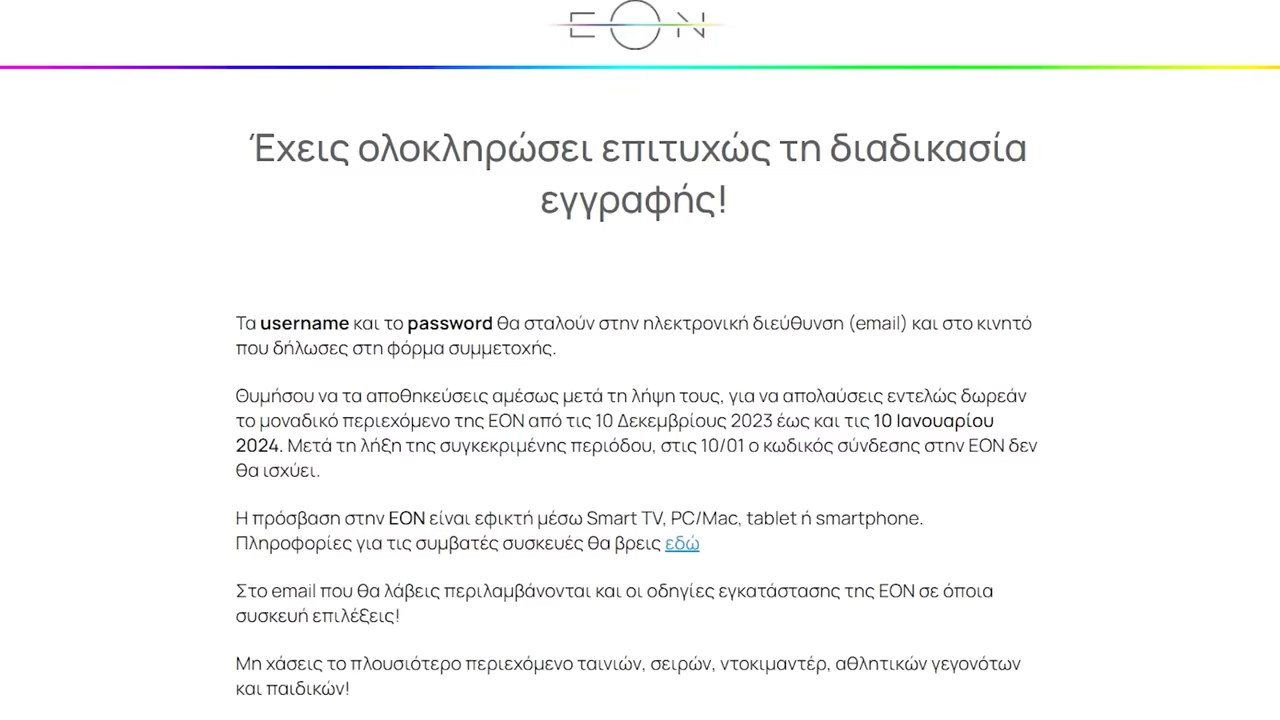 EON
Έχεις ολοκληρώσει επιτυχώς τη διαδικασία
εγγραφής!
Τα username και το password θα σταλούν στην ηλεκτρονική διεύθυνση (email) και στο κινητό
που δήλωσες στη φόρμα συμμετοχής.
Θυμήσου να τα αποθηκεύσεις αμέσως μετά τη λήψη τους, για να απολαύσεις εντελώς δωρεάν
το μοναδικό περιεχόμενο της EON από τις 10 Δεκεμβρίους 2023 έως και τις 10 Ιανουαρίου
2024. Μετά τη λήξη της συγκεκριμένης περιόδου, στις 10/01 ο κωδικός σύνδεσης στην EON δεν
θα ισχύει.
Η πρόσβαση στην EON είναι εφικτή μέσω Smart TV, PC/Mac, tablet ή smartphone.
Πληροφορίες για τις συμβατές συσκευές θα βρεις εδώ
Στο email που θα λάβεις περιλαμβάνονται και οι οδηγίες εγκατάστασης της EON σε όποια
συσκευή επιλέξεις!
Μη χάσεις το πλουσιότερο περιεχόμενο ταινιών, σειρών, ντοκιμαντέρ, αθλητικών γεγονότων
και παιδικών!